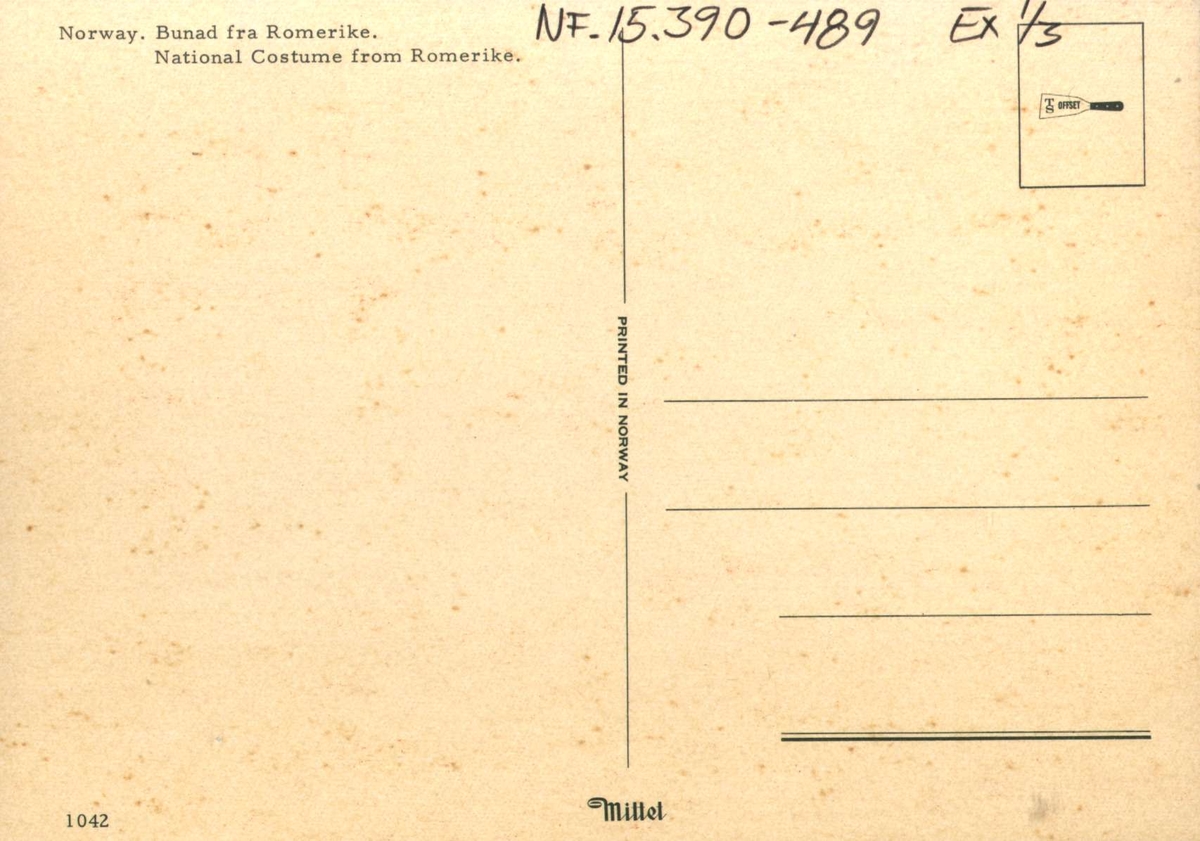 Norway. Bunad fra Romerike.
National Costume from Romerike.
NF. 15.390-489 Ex 1/3
TS OFFSET
PRINTED IN NORWAY
1042
Mittet